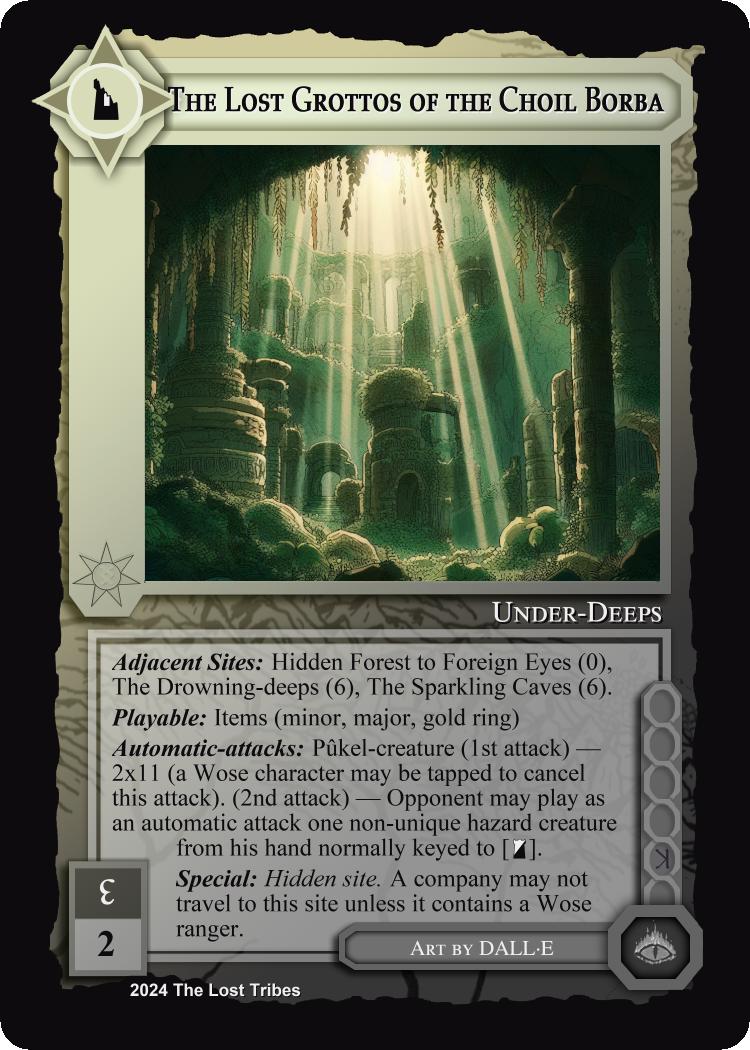 The Lost Grottos of the Choil Borba
Under-Deeps
Adjacent Sites: Hidden Forest to Foreign Eyes (0),
The Drowning-deeps (6), The Sparkling Caves (6).
Playable: Items (minor, major, gold ring)
Automatic-attacks: Pûkel-creature (1st attack) —
2x11 (a Wose character may be tapped to cancel
this attack). (2nd attack) — Opponent may play as
an automatic attack one non-unique hazard creature
from his hand normally keyed to [ ].
Special: Hidden site. A company may not
travel to this site unless it contains a Wose
ranger.
2
Art by DALL·E
2024 The Lost Tribes